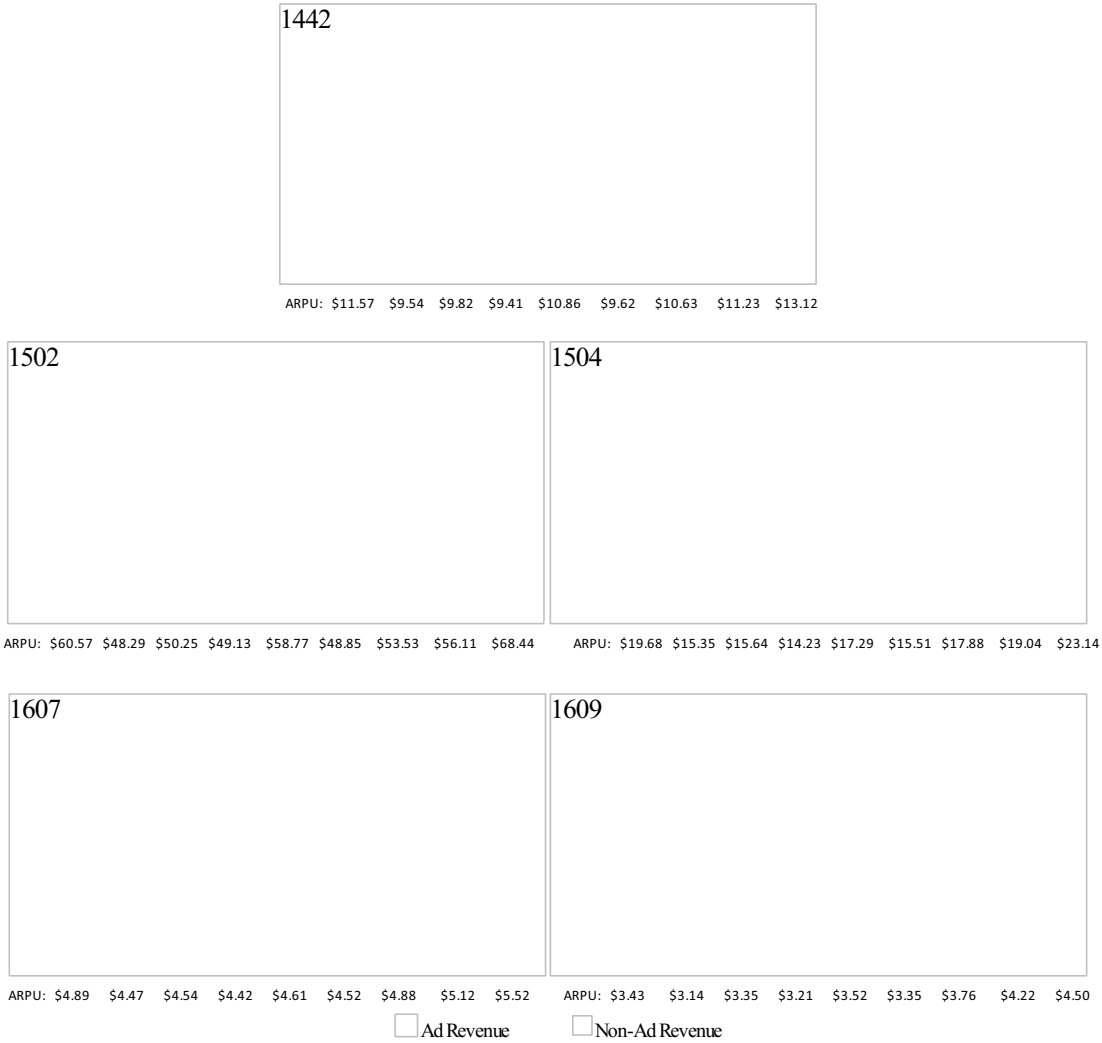 1442
ARPU: $11.57 $9.54 $9.82 $9.41 $10.86 $9.62 $10.63 $11.23 $13.12
1502
1504
ARPU: $60.57 $48.29 $50.25 $49.13 $58.77 $48.85 $53.53 $56.11 $68.44
ARPU: $19.68 $15.35 $15.64 $14.23 $17.29 $15.51 $17.88 $19.04 $23.14
1607
1609
ARPU: $4.89 $4.47 $4.54 $4.42 $4.61 $4.52 $4.88 $5.12 $5.52
ARPU: $3.43 $3.14 $3.35 $3.21 $3.52 $3.35 $3.76 $4.22 $4.50
Ad Revenue
Non-Ad Revenue